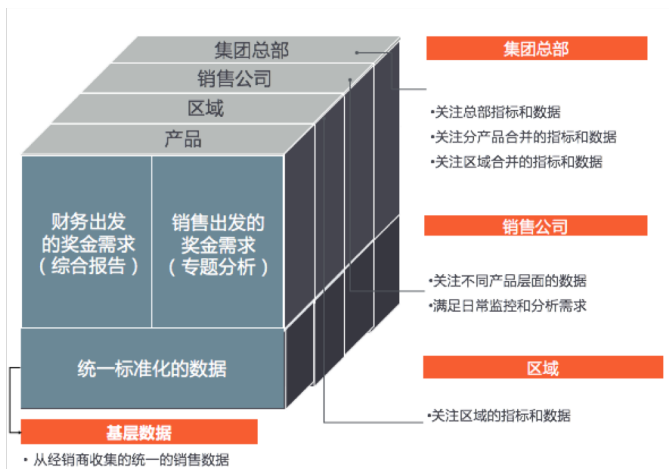 集团总部
销售公司
区域
产品
财务出发
的奖金需求
（综合报告）
销售出发的
奖金需求
（专题分析）
统一标准化的数据
基层数据
• 从经销商收集的统一的销售数据
集团总部
•关注总部指标和数据
•关注分产品合并的指标和数据
•关注区域合并的指标和数据
销售公司
•关注不同产品层面的数据
•满足日常监控和分析需求
区域
•关注区域的指标和数据